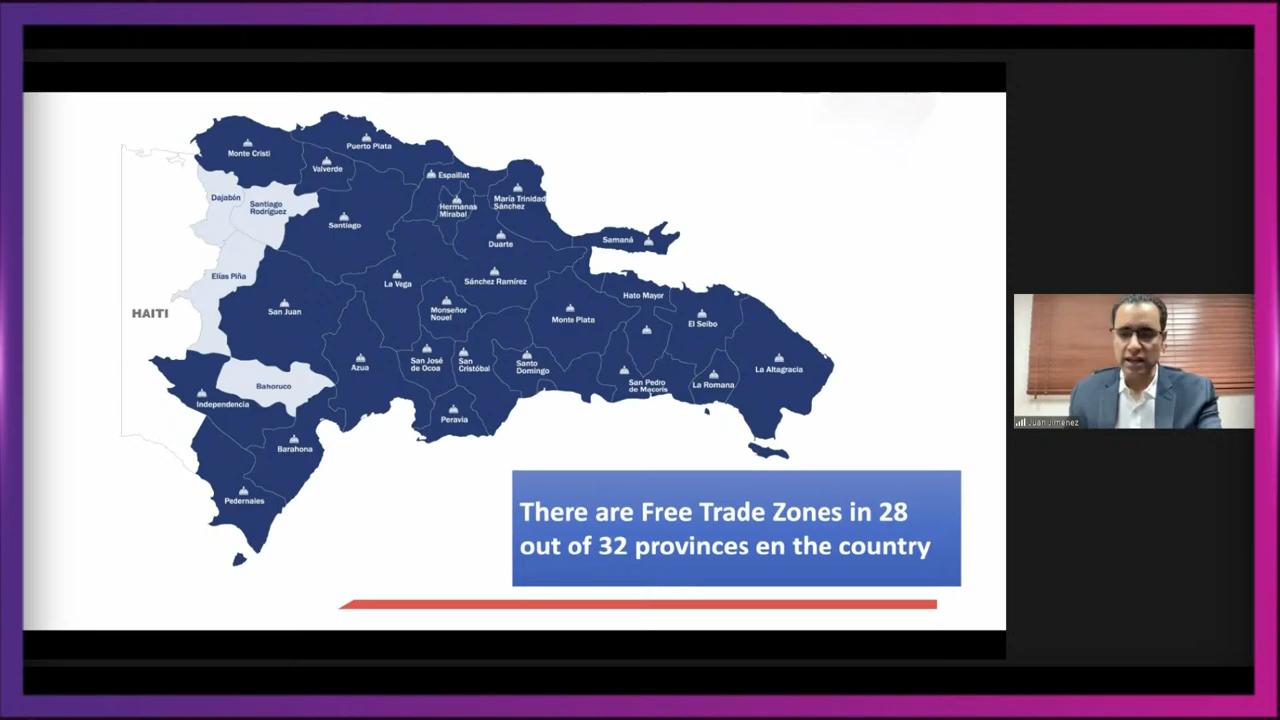 Monte Cristi
Puerto Plata
Valverde
Espaillat
Dajabón
Santiago
Rodríguez
Hermanas
Mirabal
María Trinidad
Sánchez
Santiago
Duarte
Samaná
Elías Piña
La Vega
Sánchez Ramírez
Hato Mayor
HAITI
San Juan
Monseñor
Nouel
Monte Plata
El Seibo
Azua
San José
de Ocoa
San
Cristóbal
Santo
Domingo
La Altagracia
Bahoruco
San Pedro
de Macorís
La Romana
Independencia
Peravia
Barahona
Pedernales
There are Free Trade Zones in 28
out of 32 provinces en the country
Juan Jiménez